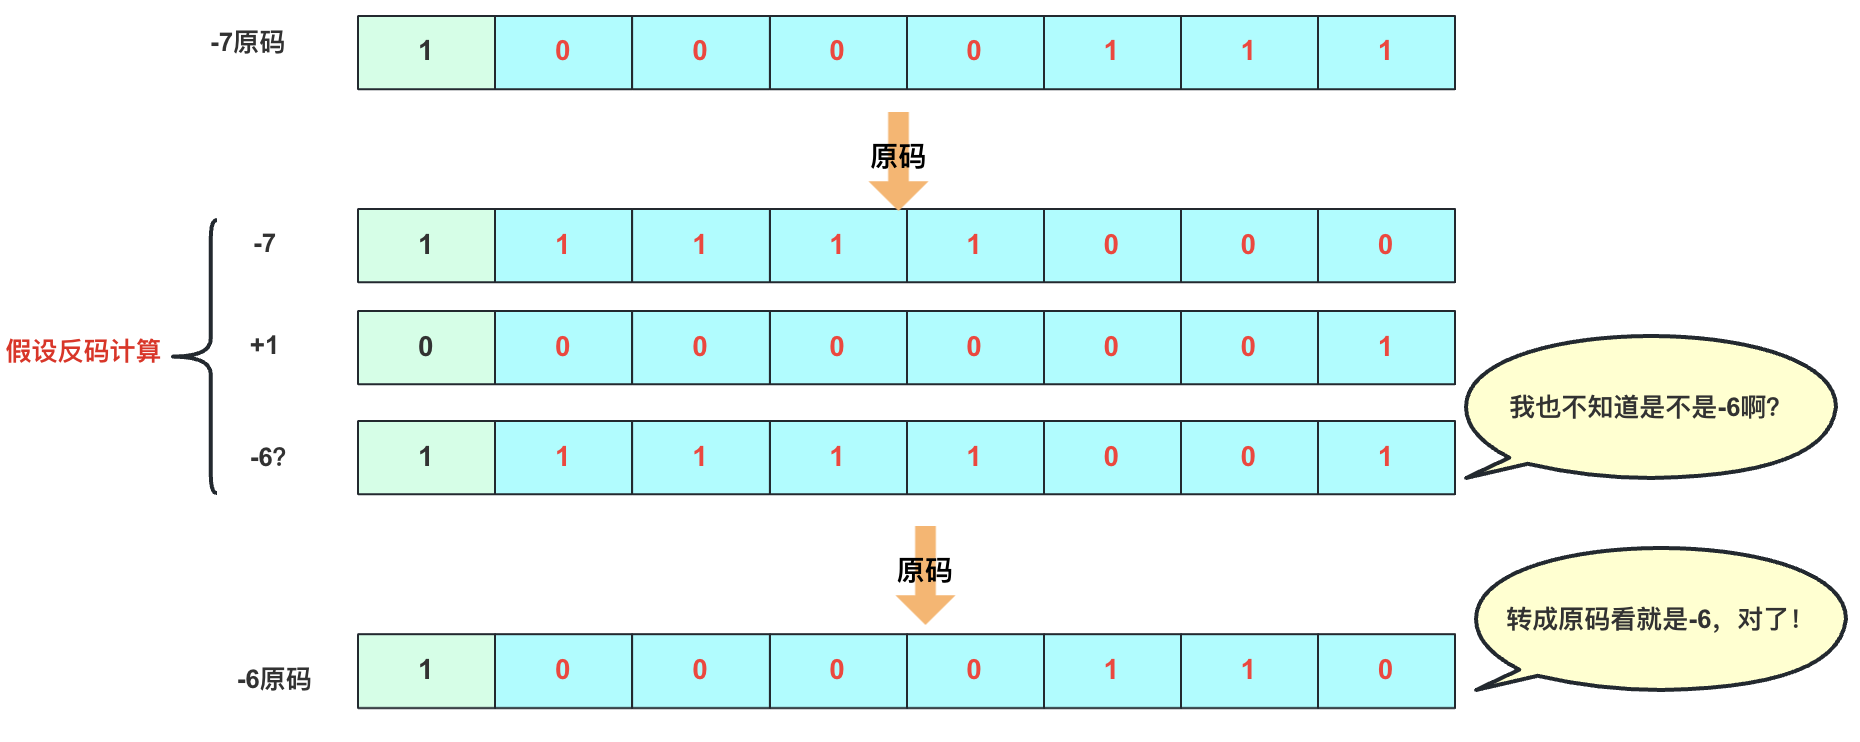 -7原码 1 0 0 0 0 1 1 1
原码
-7 1 1 1 1 1 0 0 0
假设反码计算
+1 0 0 0 0 0 0 0 1
我也不知道是不是-6啊?
-6? 1 1 1 1 1 0 0 1
原码
转成原码看就是-6，对了！
-6原码 1 0 0 0 0 1 1 0